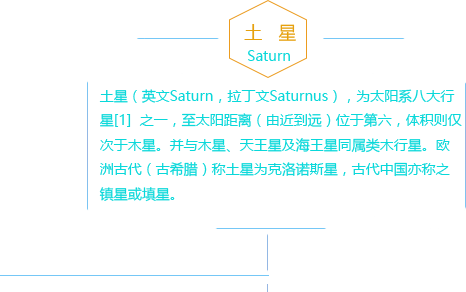 土 星
Saturn
土星（英文Saturn，拉丁文Saturnus），为太阳系八大行
星[1] 之一，至太阳距离（由近到远）位于第六，体积则仅
次于木星。并与木星、天王星及海王星同属类木行星。欧
洲古代（古希腊）称土星为克洛诺斯星，古代中国亦称之
镇星或填星。